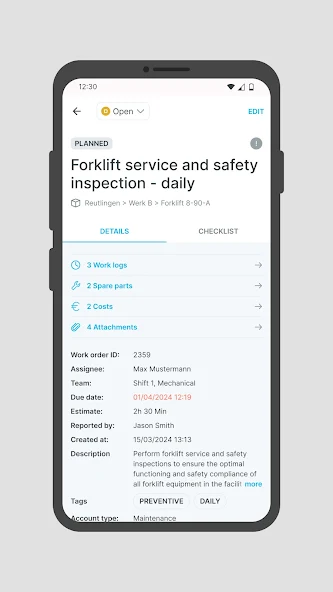 12:30
D Open EDIT
PLANNED
Forklift service and safety
inspection - daily
Reutlingen > Werk B > Forklift 8-90-A
DETAILS CHECKLIST
3 Work logs
2 Spare parts
2 Costs
4 Attachments
Work order ID: 2359
Assignee: Max Mustermann
Team: Shift 1, Mechanical
Due date: 01/04/2024 12:19
Estimate: 2h 30 Min
Reported by: Jason Smith
Created at: 15/03/2024 13:13
Description Perform forklift service and safety
inspections to ensure the optimal
functioning and safety compliance of
all forklift equipment in the facili more
Tags PREVENTIVE DAILY
Account type: Maintenance